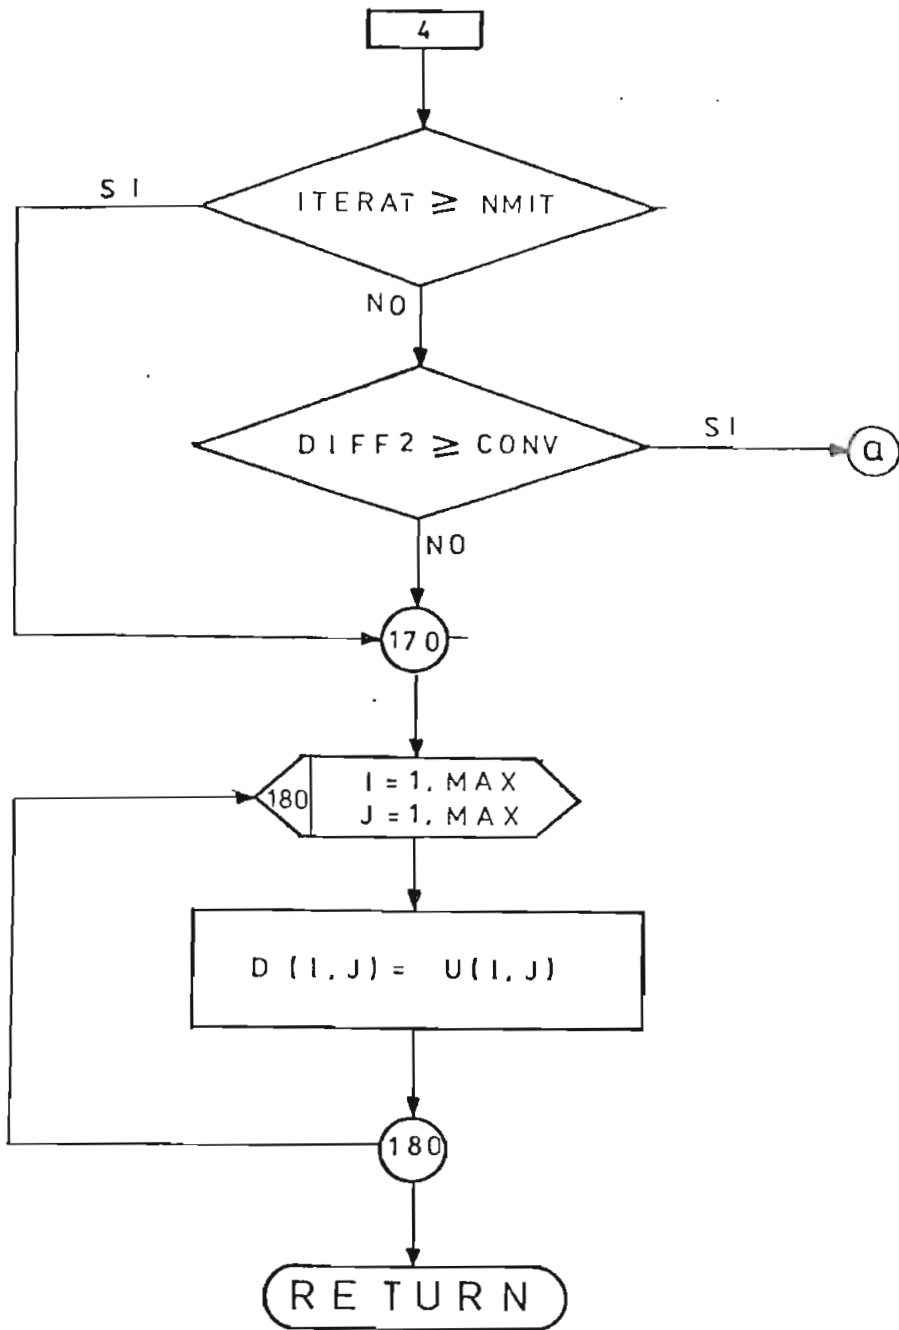 4
ITERAT ≥ NMIT
SI
NO
DIFF2 ≥ CONV
SI
a
NO
170
180
I = 1, MAX
J = 1, MAX
D (I, J) = U(I, J)
180
RETURN